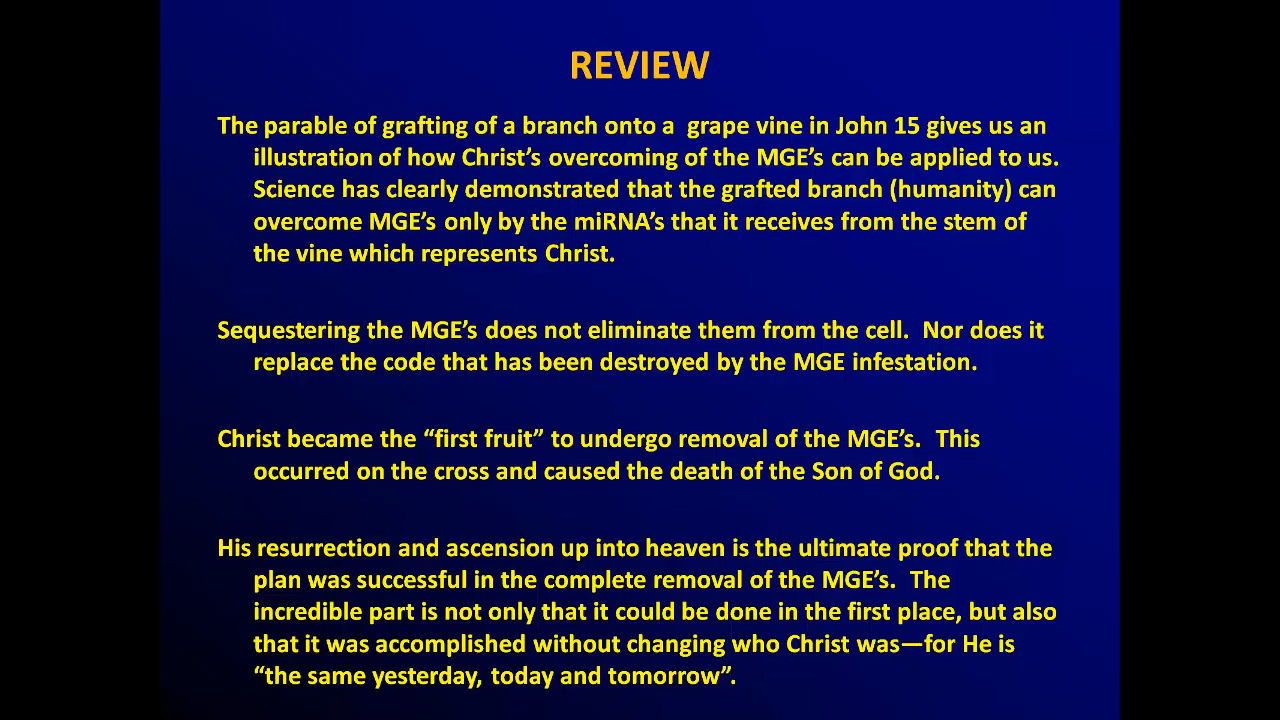 REVIEW
The parable of grafting of a branch onto a  grape vine in John 15 gives us an
illustration of how Christ’s overcoming of the MGE’s can be applied to us.
Science has clearly demonstrated that the grafted branch (humanity) can
overcome MGE’s only by the miRNA’s that it receives from the stem of
the vine which represents Christ.
Sequestering the MGE’s does not eliminate them from the cell.  Nor does it
replace the code that has been destroyed by the MGE infestation.
Christ became the “first fruit” to undergo removal of the MGE’s.  This
occurred on the cross and caused the death of the Son of God.
His resurrection and ascension up into heaven is the ultimate proof that the
plan was successful in the complete removal of the MGE’s.  The
incredible part is not only that it could be done in the first place, but also
that it was accomplished without changing who Christ was—for He is
“the same yesterday, today and tomorrow”.